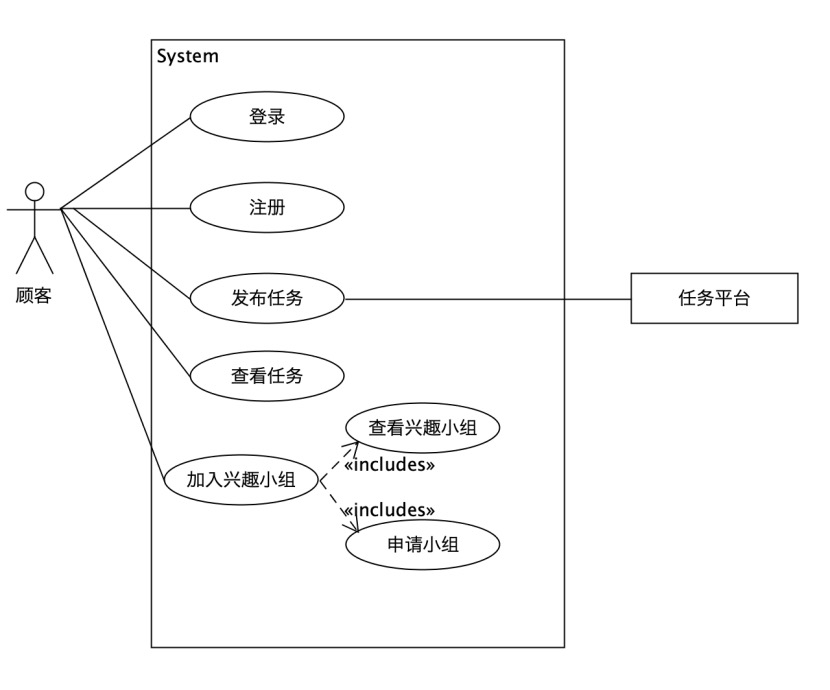 System
登录
注册
顾客
发布任务
任务平台
查看任务
查看兴趣小组
«includes»
加入兴趣小组
«includes»
申请小组